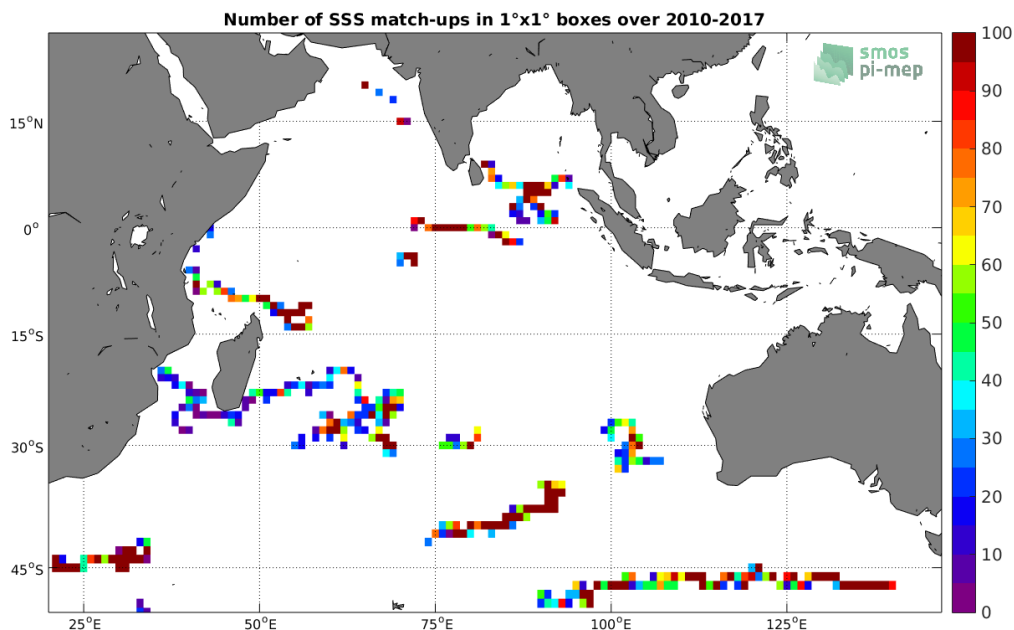 Number of SSS match-ups in 1°x1° boxes over 2010-2017
smos
pi-mep
15°N
0°
15°S
30°S
45°S
25°E
50°E
75°E
100°E
125°E
100
90
80
70
60
50
40
30
20
10
0